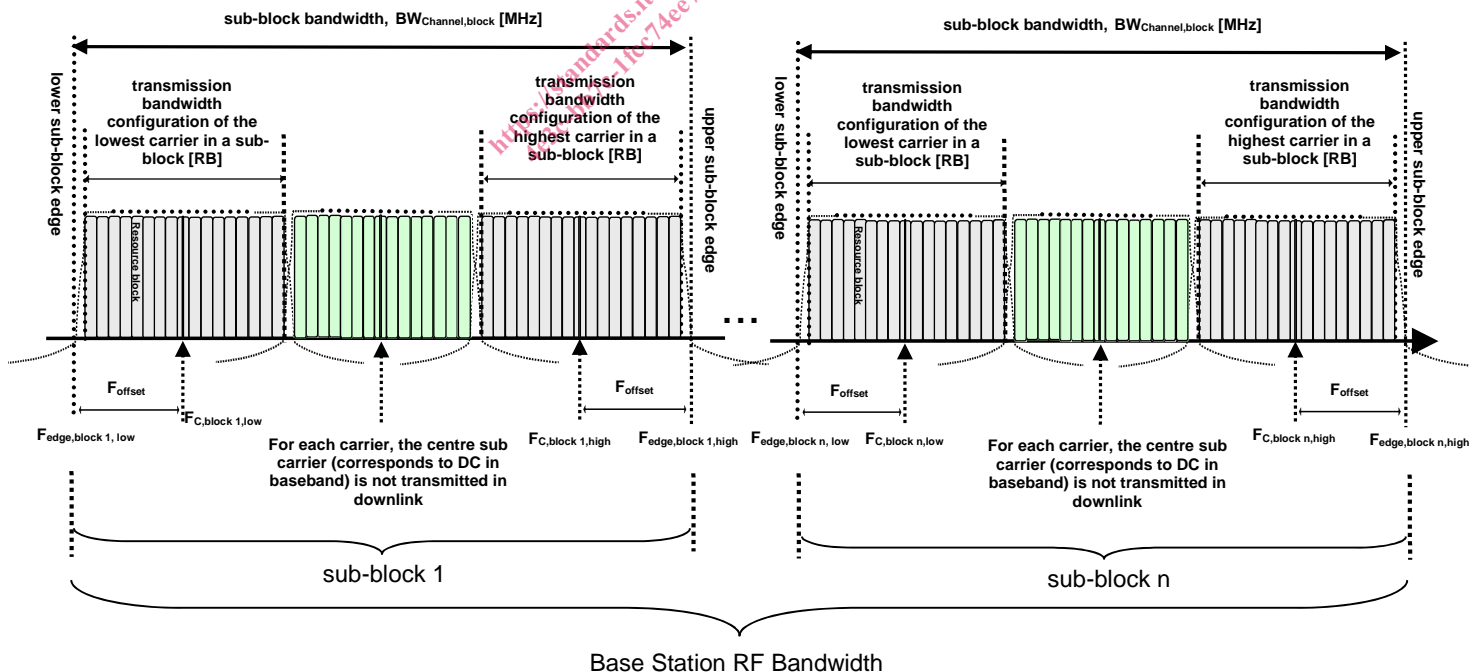 sub-block bandwidth, BWChannel,block [MHz]
lower sub-block edge
transmission
bandwidth
configuration of the
lowest carrier in a sub-
block [RB]
transmission
bandwidth
configuration of the
highest carrier in a
sub-block [RB]
upper sub-block edge
Resource block
Foffset
FC,block 1,low
Foffset
Fedge,block 1, low
FC,block 1,high
Fedge,block 1,high
For each carrier, the centre sub
carrier (corresponds to DC in
baseband) is not transmitted in
downlink
sub-block 1
...
sub-block bandwidth, BWChannel,block [MHz]
lower sub-block edge
transmission
bandwidth
configuration of the
lowest carrier in a
sub-block [RB]
transmission
bandwidth
configuration of the
highest carrier in a
sub-block [RB]
upper sub-block edge
Resource block
Foffset
Foffset
Fedge,block n, low
FC,block n,low
FC,block n,high
Fedge,block n,high
For each carrier, the centre sub
carrier (corresponds to DC in
baseband) is not transmitted in
downlink
sub-block n
Base Station RF Bandwidth
https://standards.it